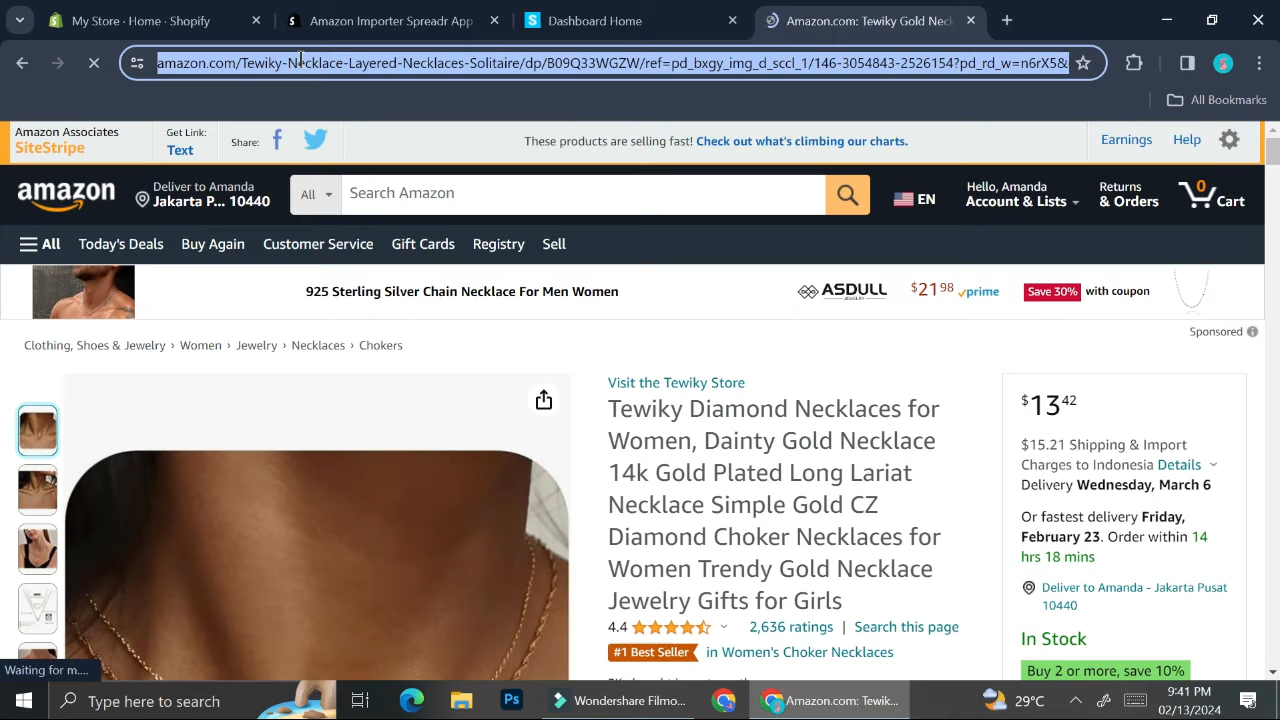 My Store · Home · Shopify
Amazon Importer Spreadr App
Dashboard Home
Amazon.com: Tewiky Gold Neck
amazon.com/Tewiky-Necklace-Layered-Necklaces-Solitaire/dp/B09Q33WGZW/ref=pd_bxgy_img_d_sccl_1/146-3054843-2526154?pd_rd_w=n6rX5&
All Bookmarks
Amazon Associates
SiteStripe
Get Link:
Text
Share:
These products are selling fast! Check out what's climbing our charts.
Earnings
Help
amazon
Deliver to Amanda
Jakarta P... 10440
All
Search Amazon
EN
Hello, Amanda
Account & Lists
Returns
& Orders
0
Cart
All
Today's Deals
Buy Again
Customer Service
Gift Cards
Registry
Sell
925 Sterling Silver Chain Necklace For Men Women
ASDULL
$21 98
prime
Save 30% with coupon
Sponsored
Clothing, Shoes & Jewelry › Women › Jewelry › Necklaces › Chokers
Visit the Tewiky Store
Tewiky Diamond Necklaces for
Women, Dainty Gold Necklace
14k Gold Plated Long Lariat
Necklace Simple Gold CZ
Diamond Choker Necklaces for
Women Trendy Gold Necklace
Jewelry Gifts for Girls
4.4
2,636 ratings | Search this page
#1 Best Seller in Women's Choker Necklaces
$13 42
$15.21 Shipping & Import
Charges to Indonesia Details
Delivery Wednesday, March 6
Or fastest delivery Friday,
February 23. Order within 14
hrs 18 mins
Deliver to Amanda - Jakarta Pusat
10440
In Stock
Buy 2 or more, save 10%
Waiting for m....
Type here to search
Ps
Wondershare Filmo...
Amazon.com: Tewik...
29°C
9:41 PM
02/13/2024